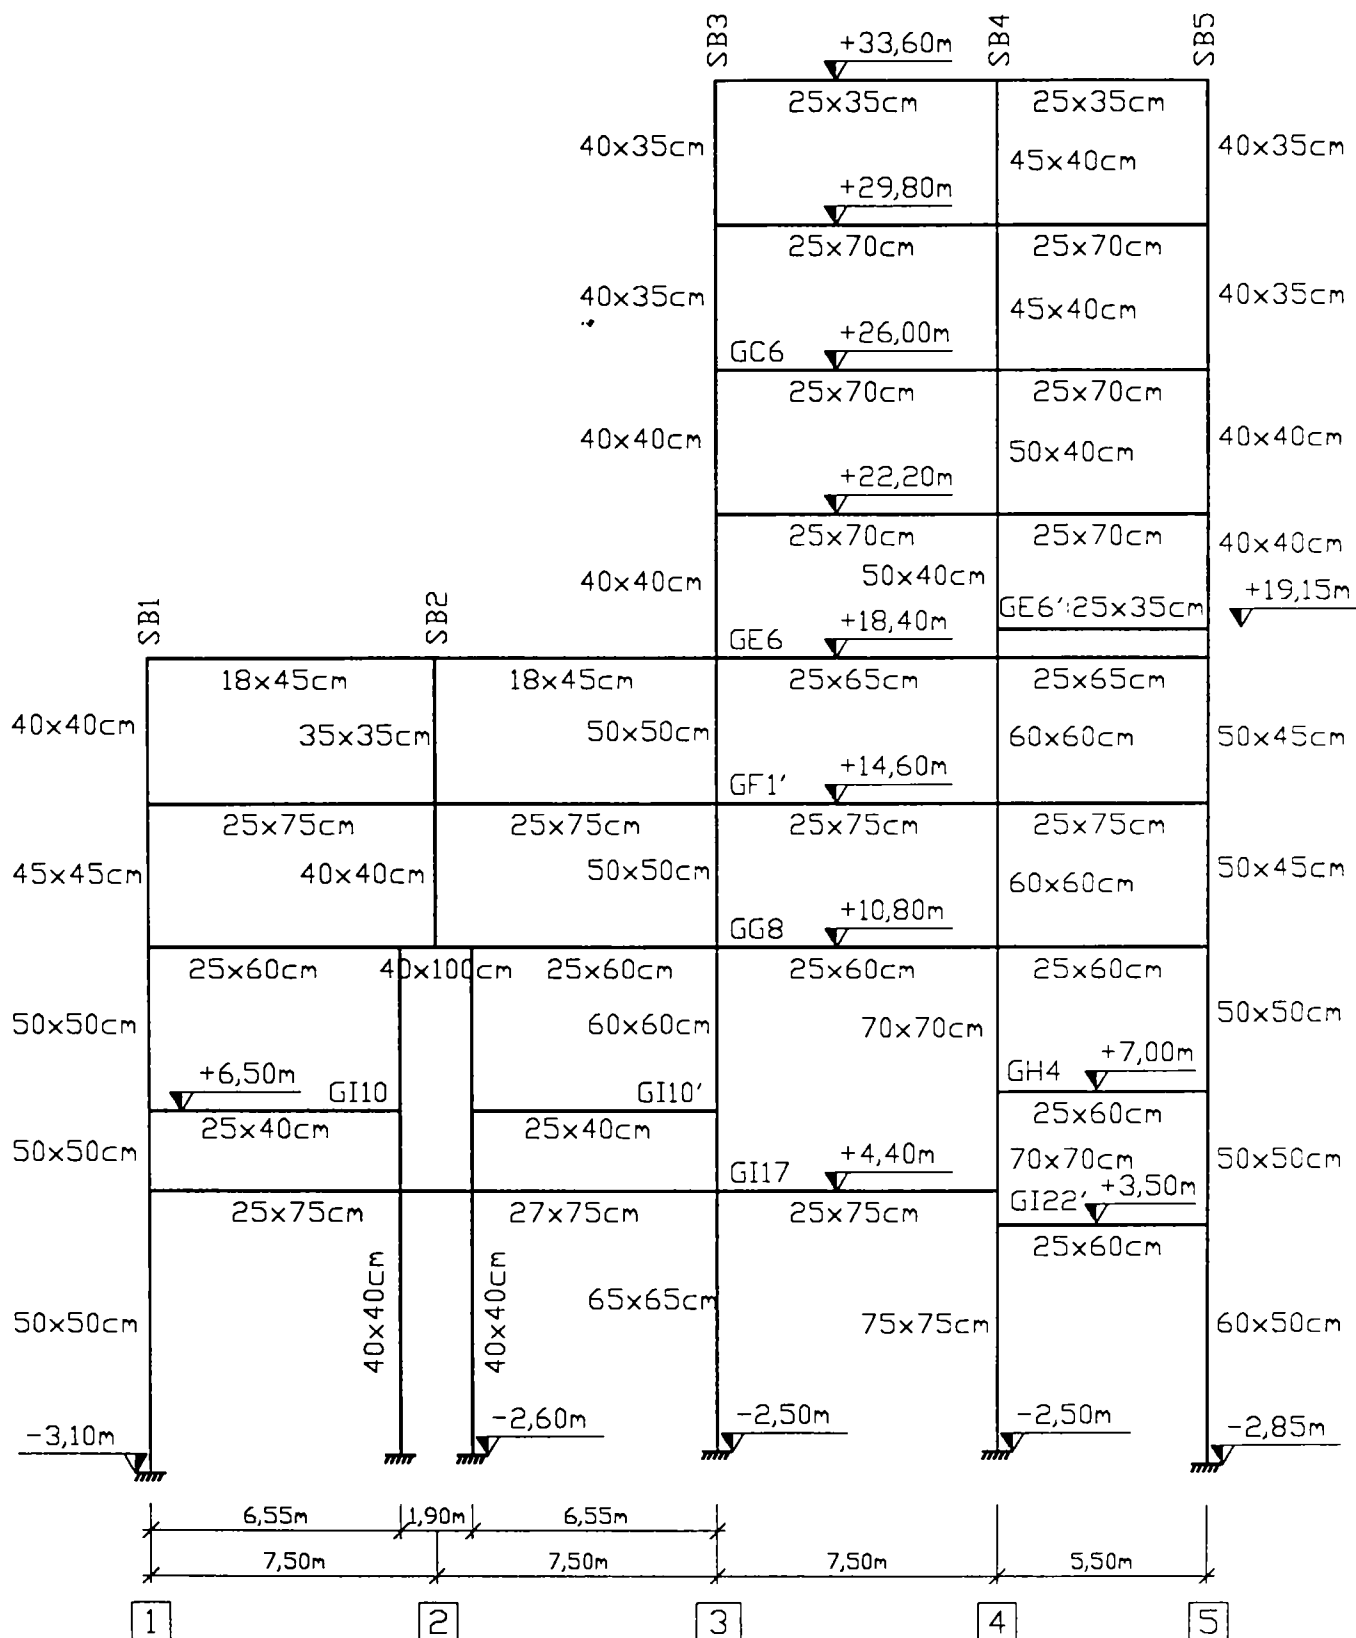 SB3
SB4
SB5
+33,60m
25x35cm
25x35cm
40x35cm
45x40cm
40x35cm
+29,80m
25x70cm
25x70cm
40x35cm
45x40cm
40x35cm
GC6
+26,00m
25x70cm
25x70cm
40x40cm
50x40cm
40x40cm
+22,20m
25x70cm
25x70cm
40x40cm
40x40cm
50x40cm
SB1
SB2
GE6':25x35cm
+19,15m
GE6
+18,40m
18x45cm
18x45cm
25x65cm
25x65cm
40x40cm
35x35cm
50x50cm
60x60cm
50x45cm
GF1'
+14,60m
25x75cm
25x75cm
25x75cm
25x75cm
45x45cm
40x40cm
50x50cm
60x60cm
50x45cm
GG8
+10,80m
25x60cm
40x100cm
25x60cm
25x60cm
25x60cm
50x50cm
60x60cm
70x70cm
50x50cm
+6,50m
GI10
GI10'
GH4
+7,00m
25x40cm
25x40cm
25x60cm
50x50cm
GI17
+4,40m
70x70cm
50x50cm
GI22'
+3,50m
25x75cm
27x75cm
25x75cm
25x60cm
50x50cm
40x40cm
40x40cm
65x65cm
75x75cm
60x50cm
-3,10m
-2,60m
-2,50m
-2,50m
-2,85m
6,55m
1,90m
6,55m
7,50m
7,50m
7,50m
5,50m
1
2
3
4
5